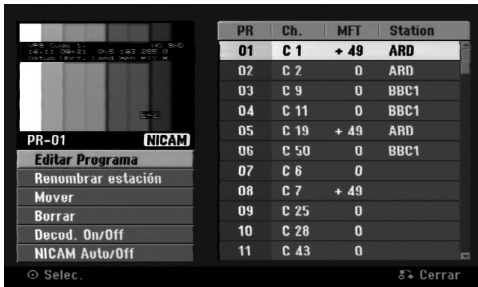 PR-01 NICAM
Editar Programa
Renombrar estación
Mover
Borrar
Decod. On/Off
NICAM Auto/Off
PR Ch. MFT Station
01 C 1 + 49 ARD
02 C 2 0 ARD
03 C 9 0 BBC1
04 C 11 0 BBC1
05 C 19 + 49 ARD
06 C 50 0 BBC1
07 C 6 0
08 C 7 + 49
09 C 25 0
10 C 28 0
11 C 43 0
Selec. Cerrar